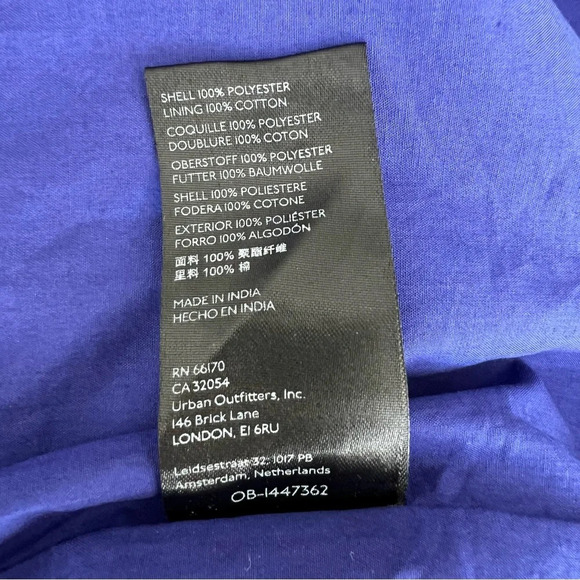 SHELL 100% POLYESTER
LINING 100% COTTON
COQUILLE 100% POLYESTER
DOUBLURE 100% COTON
OBERSTOFF 100% POLYESTER
FUTTER 100% BAUMWOLLE
SHELL 100% POLIESTERE
FODERA 100% COTONE
EXTERIOR 100% POLIÉSTER
FORRO 100% ALGODÓN
面料 100% 聚酯纤维
里料 100% 棉
MADE IN INDIA
HECHO EN INDIA
RN 66170
CA 32054
Urban Outfitters, Inc.
146 Brick Lane
LONDON, E1 6RU
Leidsestraat 32, 1017 PB
Amsterdam, Netherlands
OB-1447362